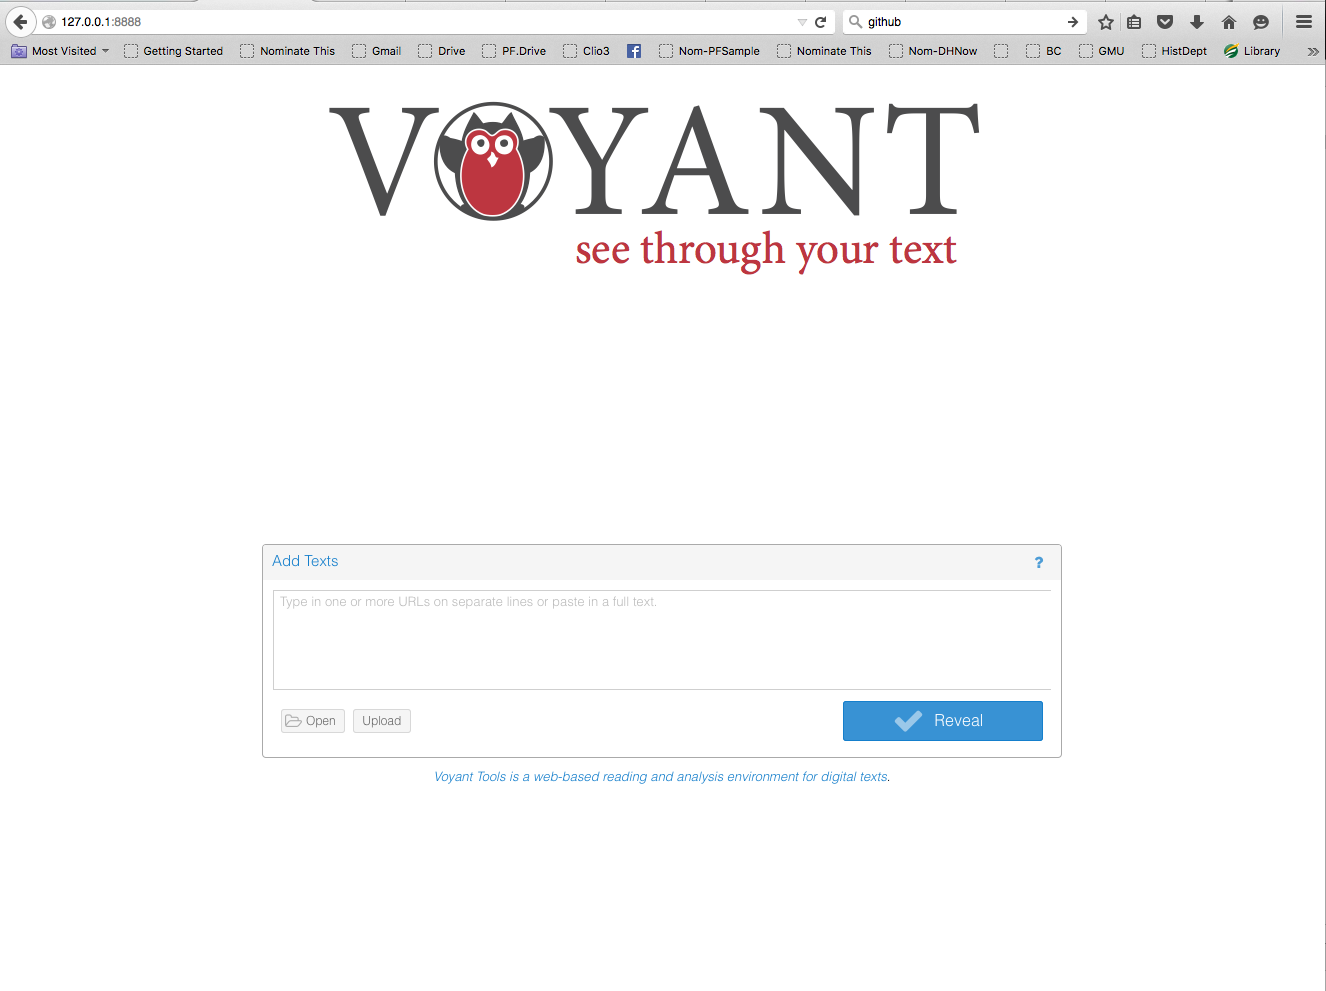 127.0.0.1:8888
github
Most Visited Getting Started Nominate This Gmail Drive PF.Drive Clio3 Nom-PFSample Nominate This Nom-DHNow BC GMU HistDept Library
VOYANT
see through your text
Add Texts ?
Type in one or more URLs on separate lines or paste in a full text.
Open Upload Reveal
Voyant Tools is a web-based reading and analysis environment for digital texts.